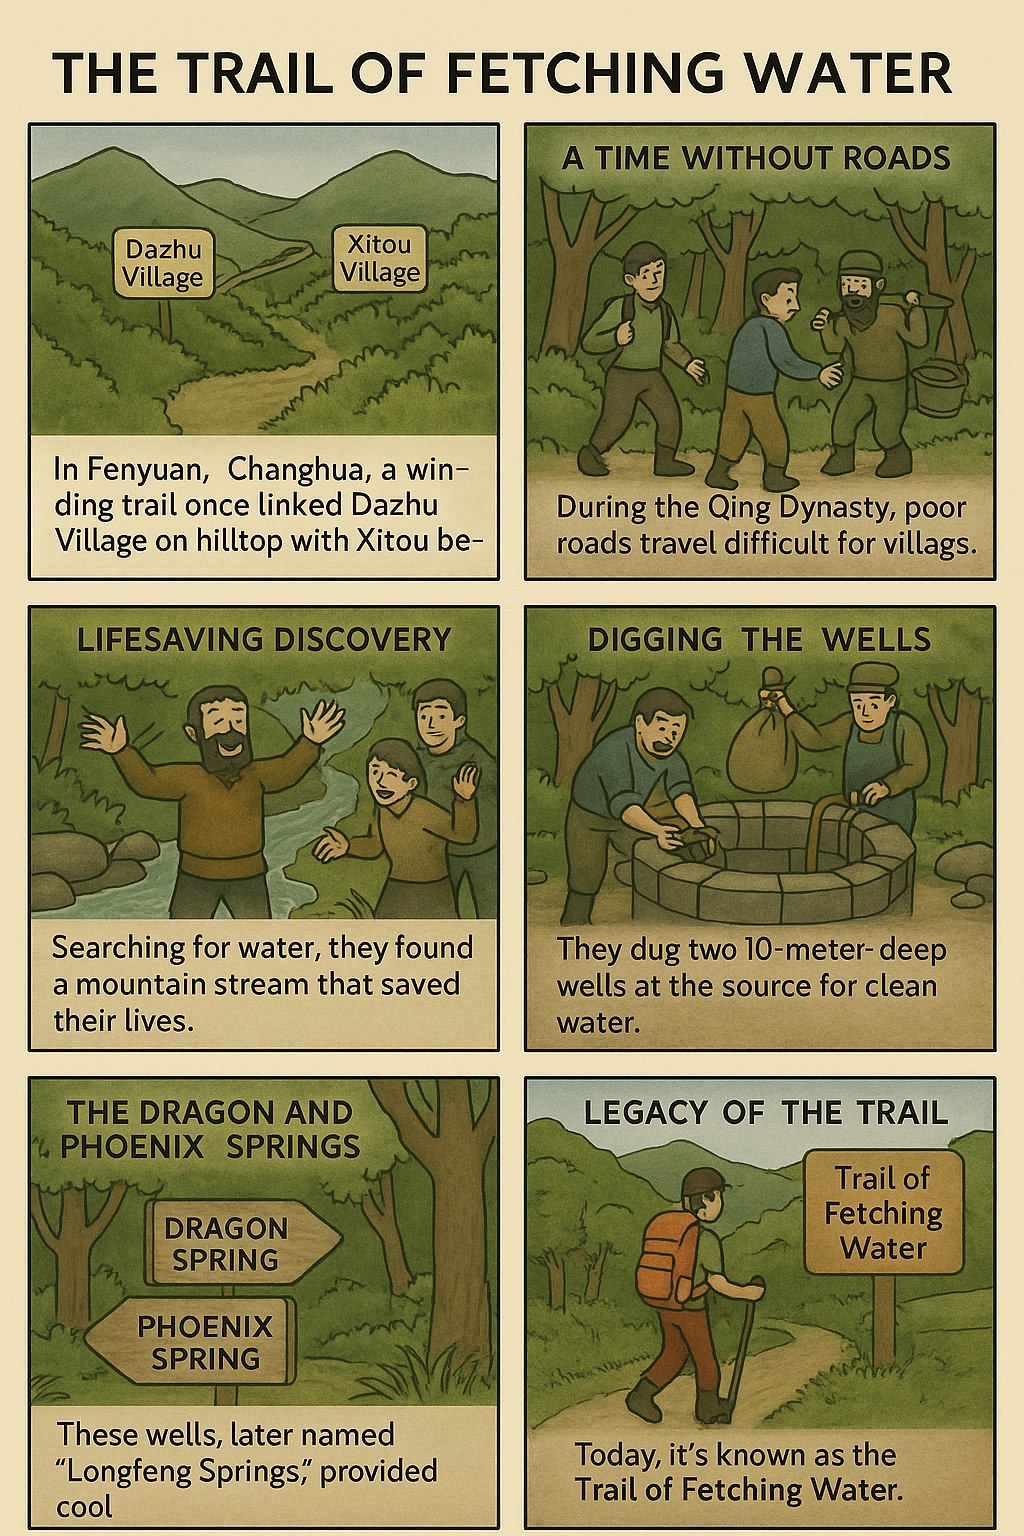 THE TRAIL OF FETCHING WATER
Dazhu
Village
Xitou
Village
In Fenyuan, Changhua, a win-
ding trail once linked Dazhu
Village on hilltop with Xitou be-
A TIME WITHOUT ROADS
During the Qing Dynasty, poor
roads travel difficult for villags.
LIFESAVING DISCOVERY
Searching for water, they found
a mountain stream that saved
their lives.
DIGGING THE WELLS
They dug two 10-meter-deep
wells at the source for clean
water.
THE DRAGON AND
PHOENIX SPRINGS
DRAGON
SPRING
PHOENIX
SPRING
These wells, later named
“Longfeng Springs,” provided
cool
LEGACY OF THE TRAIL
Trail of
Fetching
Water
Today, it’s known as the
Trail of Fetching Water.